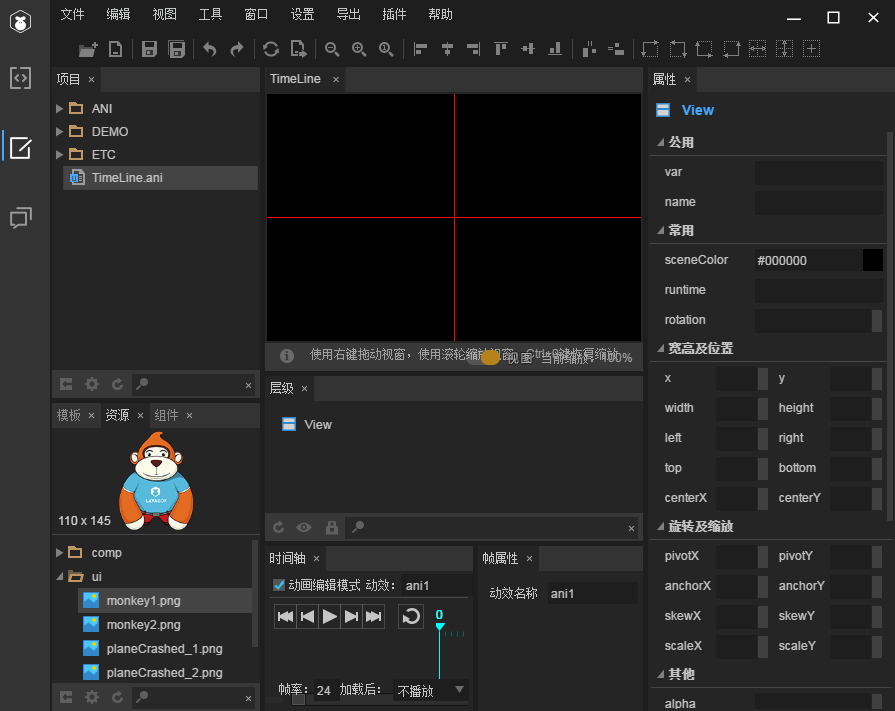 文件 编辑 视图 工具 窗口 设置 导出 插件 帮助
项目 ×
ANI
DEMO
ETC
TimeLine.ani
模板 × 资源 × 组件 ×
LAYABOX
110 x 145
comp
ui
monkey1.png
monkey2.png
planeCrashed_1.png
planeCrashed_2.png
TimeLine ×
使用右键拖动视窗，使用滚轮缩放视窗，Ctrl+0键恢复缩放
视图 当前缩放：100%
层级 ×
View
时间轴 ×
动画编辑模式 动效： ani1
0
帧率： 24 加载后： 不播放
帧属性 ×
动效名称 ani1
属性 ×
View
公用
var
name
常用
sceneColor #000000
runtime
rotation
宽高及位置
x y
width height
left right
top bottom
centerX centerY
旋转及缩放
pivotX pivotY
anchorX anchorY
skewX skewY
scaleX scaleY
其他
alpha